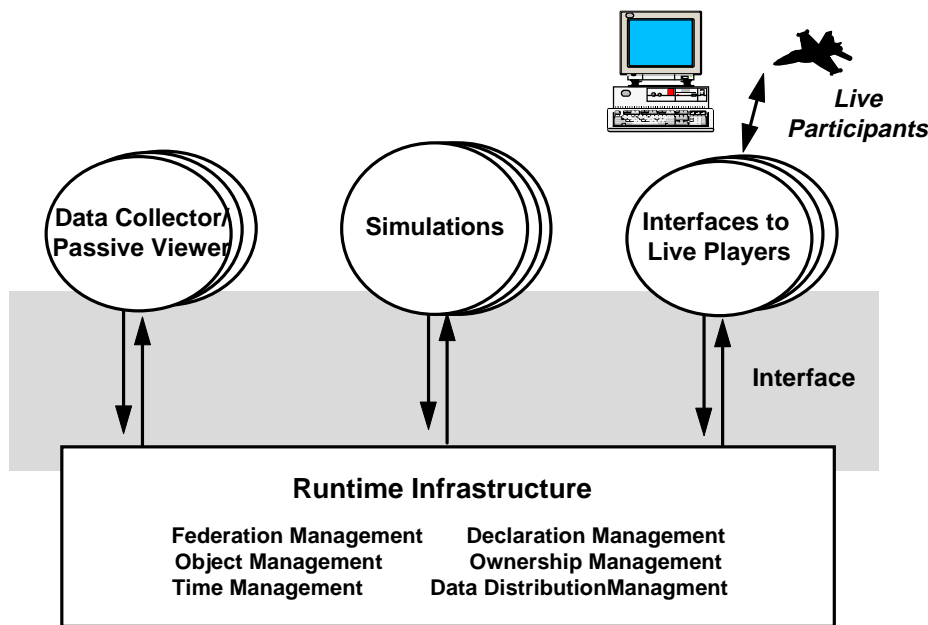 Live
Participants
Data Collector/
Passive Viewer
Simulations
Interfaces to
Live Players
Interface
Runtime Infrastructure
Federation Management Declaration Management
Object Management Ownership Management
Time Management Data DistributionManagment